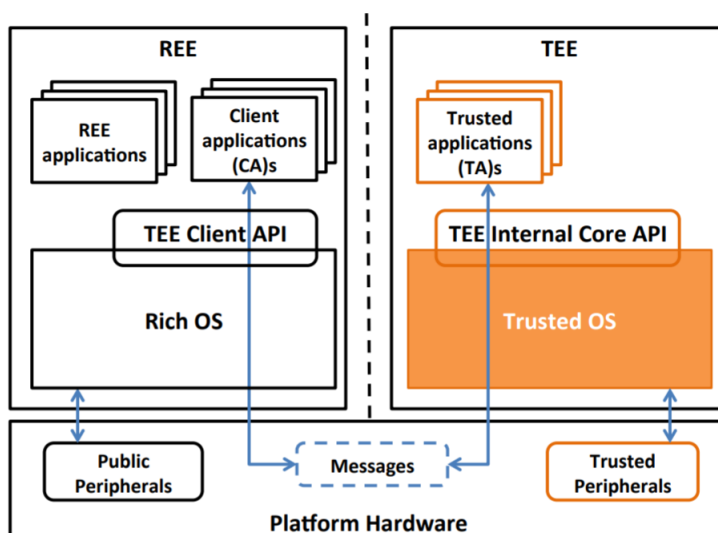 REE
TEE
REE
applications
Client
applications
(CA)s
Trusted
applications
(TA)s
TEE Client API
TEE Internal Core API
Rich OS
Trusted OS
Public
Peripherals
Messages
Trusted
Peripherals
Platform Hardware